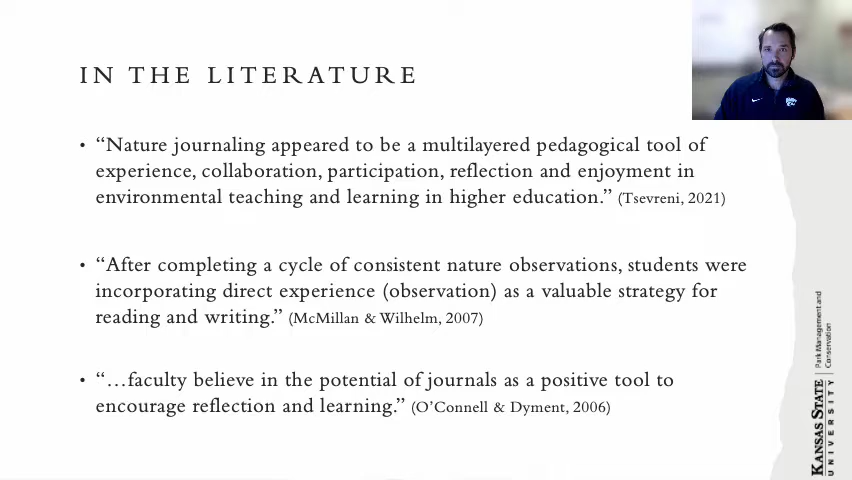 IN THE LITERATURE
• “Nature journaling appeared to be a multilayered pedagogical tool of
experience, collaboration, participation, reflection and enjoyment in
environmental teaching and learning in higher education.” (Tsevreni, 2021)
• “After completing a cycle of consistent nature observations, students were
incorporating direct experience (observation) as a valuable strategy for
reading and writing.” (McMillan & Wilhelm, 2007)
• “…faculty believe in the potential of journals as a positive tool to
encourage reflection and learning.” (O’Connell & Dyment, 2006)
KANSAS STATE
UNIVERSITY
Park Management and
Conservation